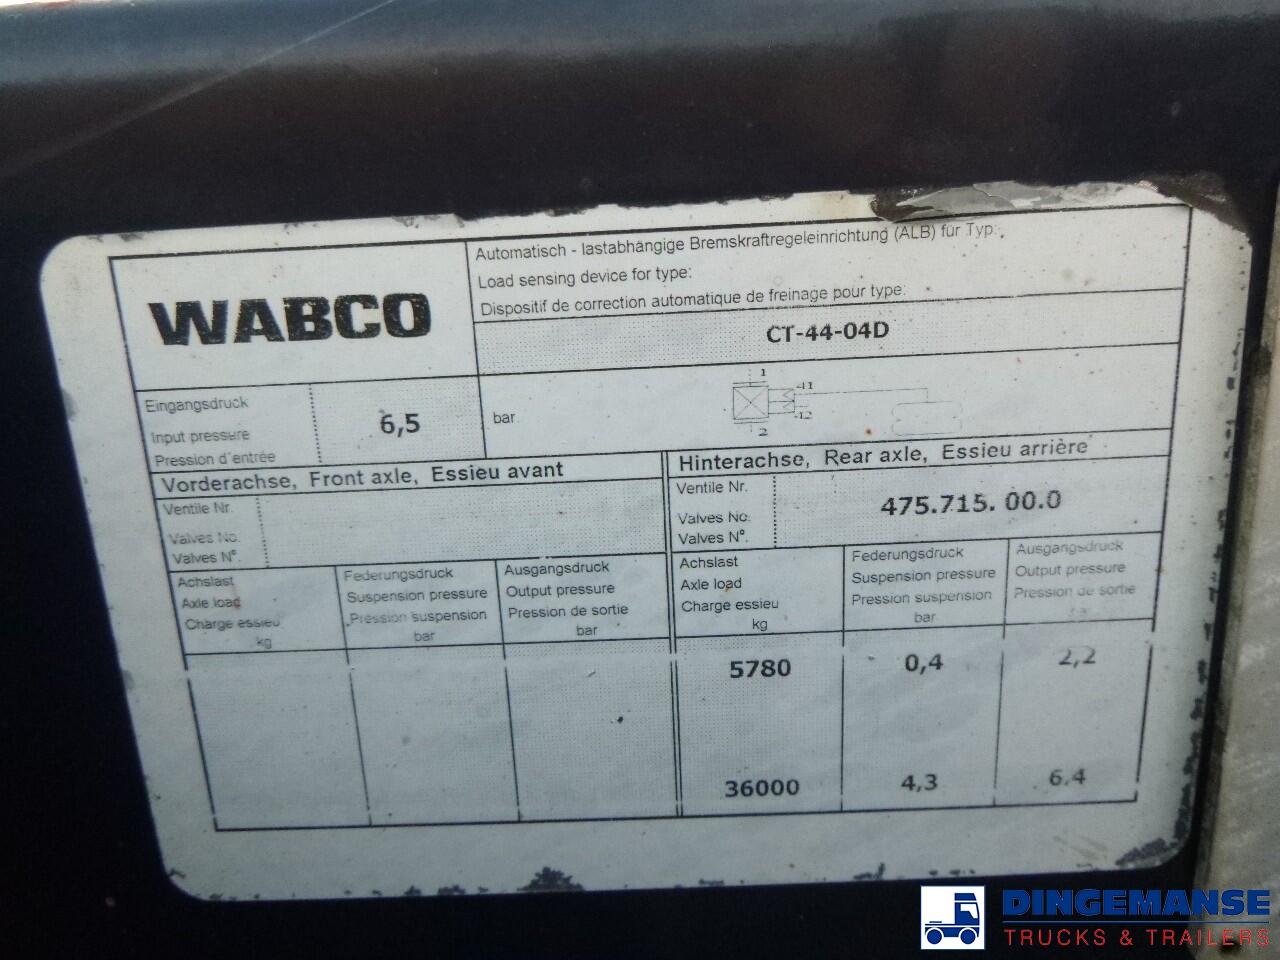 WABCO
Automatisch - lastabhängige Bremskraftregeleinrichtung (ALB) für Typ:
Load sensing device for type:
Dispositif de correction automatique de freinage pour type:
CT-44-04D
Eingangsdruck
Input pressure
Pression d'entrée
6,5
bar
1
41
42
2
Vorderachse, Front axle, Essieu avant
Hinterachse, Rear axle, Essieu arrière
Ventile Nr.
Valves No.
Valves N°.
Ventile Nr.
Valves No.
Valves N°.
475.715. 00.0
Achslast
Axle load
Charge essieu
kg
Federungsdruck
Suspension pressure
Pression suspension
bar
Ausgangsdruck
Output pressure
Pression de sortie
bar
Achslast
Axle load
Charge essieu
kg
Federungsdruck
Suspension pressure
Pression suspension
bar
Ausgangsdruck
Output pressure
Pression de sortie
bar
5780 0,4 2,2
36000 4,3 6,4
DINGEMANSE
TRUCKS & TRAILERS